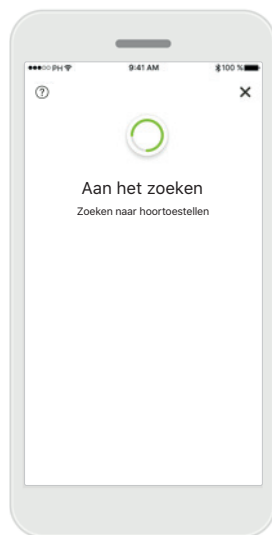 ●●●○○ PH 9:41 AM 100 %
?
Aan het zoeken
Zoeken naar hoortoestellen